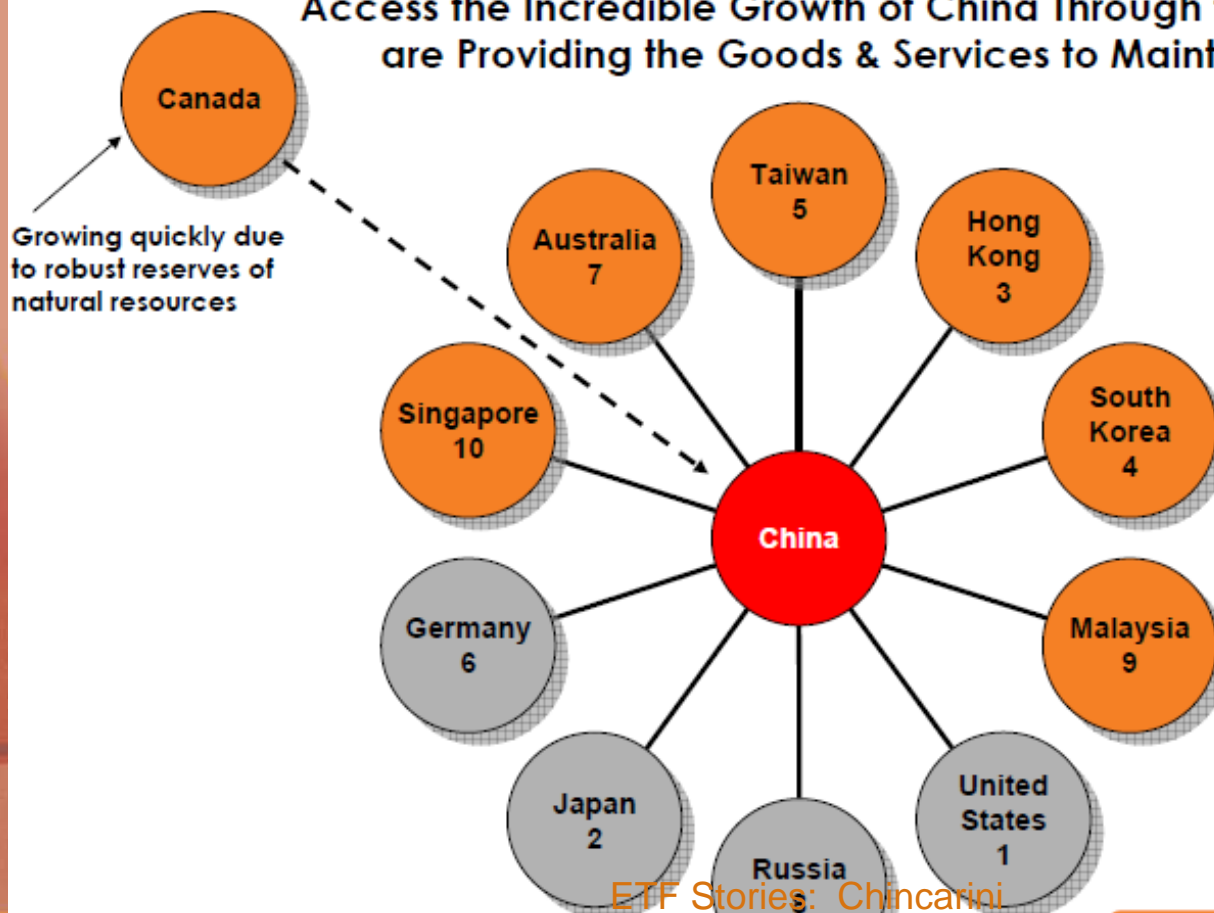 Access the Incredible Growth of China Through
are Providing the Goods & Services to Maint
Canada
Growing quickly due
to robust reserves of
natural resources
Taiwan
5
Australia
7
Hong
Kong
3
Singapore
10
South
Korea
4
China
Germany
6
Malaysia
9
Japan
2
United
States
1
Russia
ETF Stories: Chincarini